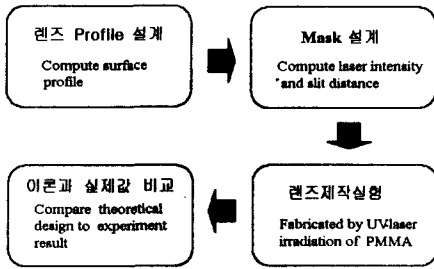 렌즈 Profile 설계
Compute surface
profile
Mask 설계
Compute laser intensity
and slit distance
렌즈제작실험
Fabricated by UV-laser
irradiation of PMMA
이론과 실제값 비교
Compare theoretical
design to experiment
result